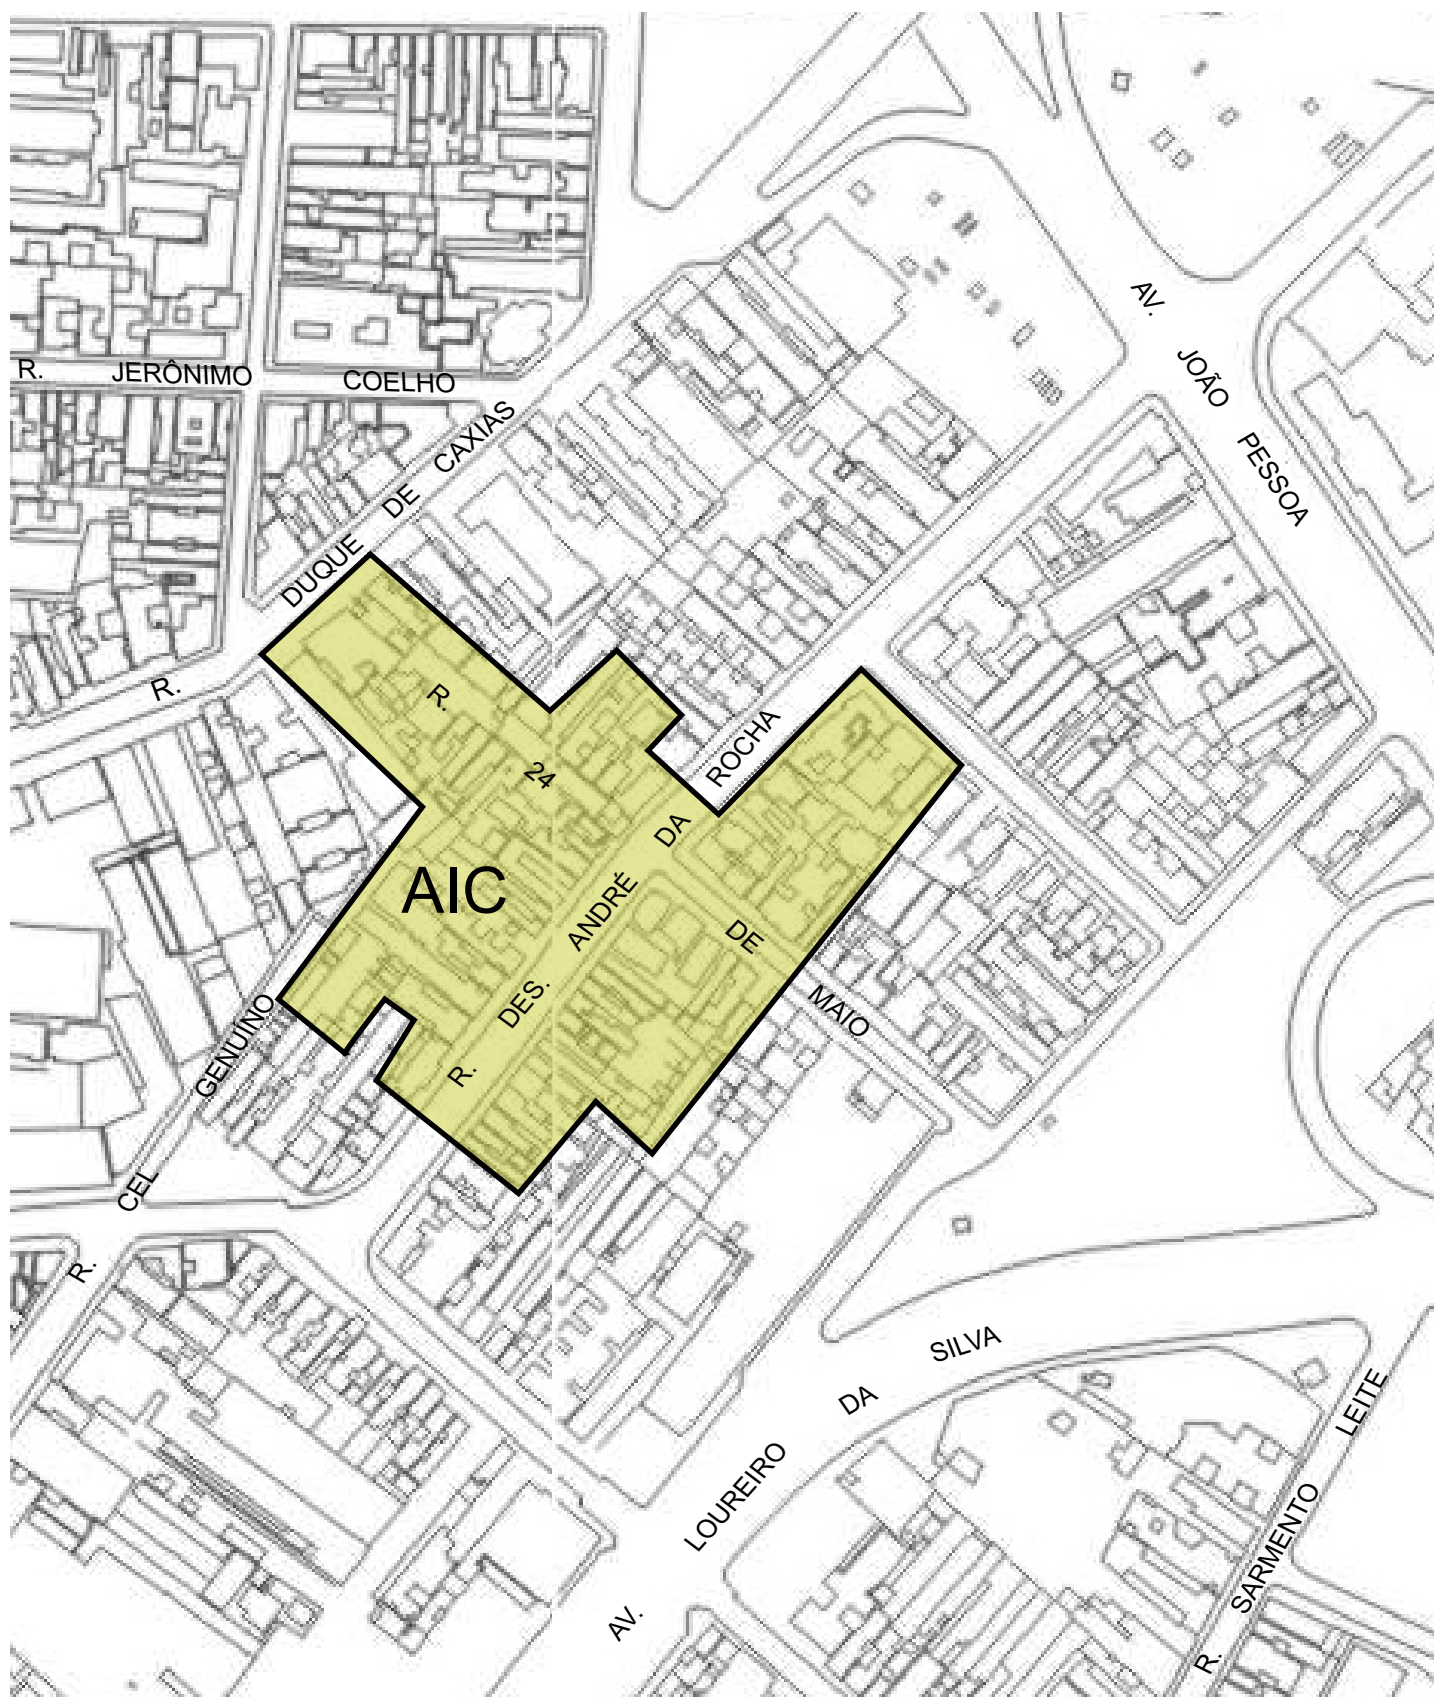 R. JERÔNIMO COELHO
R. DUQUE DE CAXIAS
AV. JOÃO PESSOA
R. 24 DE MAIO
R. DES. ANDRÉ DA ROCHA
AIC
R. CEL GENUÍNO
AV. LOUREIRO DA SILVA
R. SARMENTO LEITE